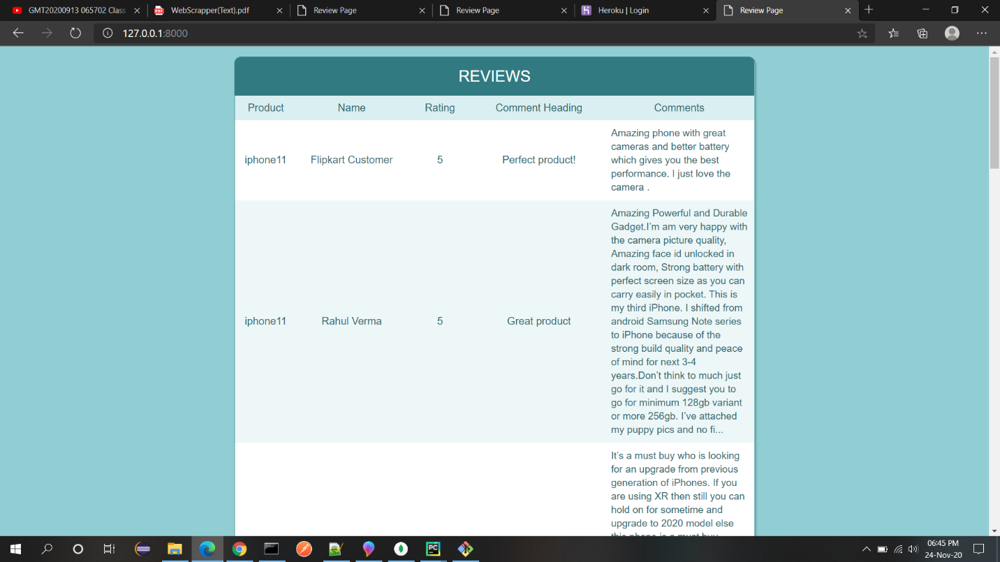 GMT20200913 065702 Class
WebScrapper(Text).pdf
Review Page
Review Page
Heroku | Login
Review Page
127.0.0.1:8000
REVIEWS
Product Name Rating Comment Heading Comments
iphone11 Flipkart Customer 5 Perfect product!
Amazing phone with great
cameras and better battery
which gives you the best
performance. I just love the
camera .
iphone11 Rahul Verma 5 Great product
Amazing Powerful and Durable
Gadget.I’m am very happy with
the camera picture quality,
Amazing face id unlocked in
dark room, Strong battery with
perfect screen size as you can
carry easily in pocket. This is
my third iPhone. I shifted from
android Samsung Note series
to iPhone because of the
strong build quality and peace
of mind for next 3-4
years.Don’t think to much just
go for it and I suggest you to
go for minimum 128gb variant
or more 256gb. I’ve attached
my puppy pics and no fi...
It’s a must buy who is looking
for an upgrade from previous
generation of iPhones. If you
are using XR then still you can
hold on for sometime and
upgrade to 2020 model else
this phone is a must buy
PC
06:45 PM
24-Nov-20